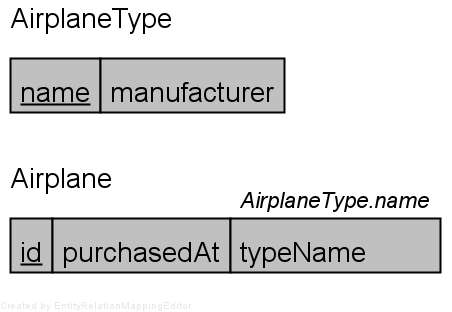 AirplaneType
name manufacturer
Airplane
AirplaneType.name
id purchasedAt typeName
Created by EntityRelationMappingEditor